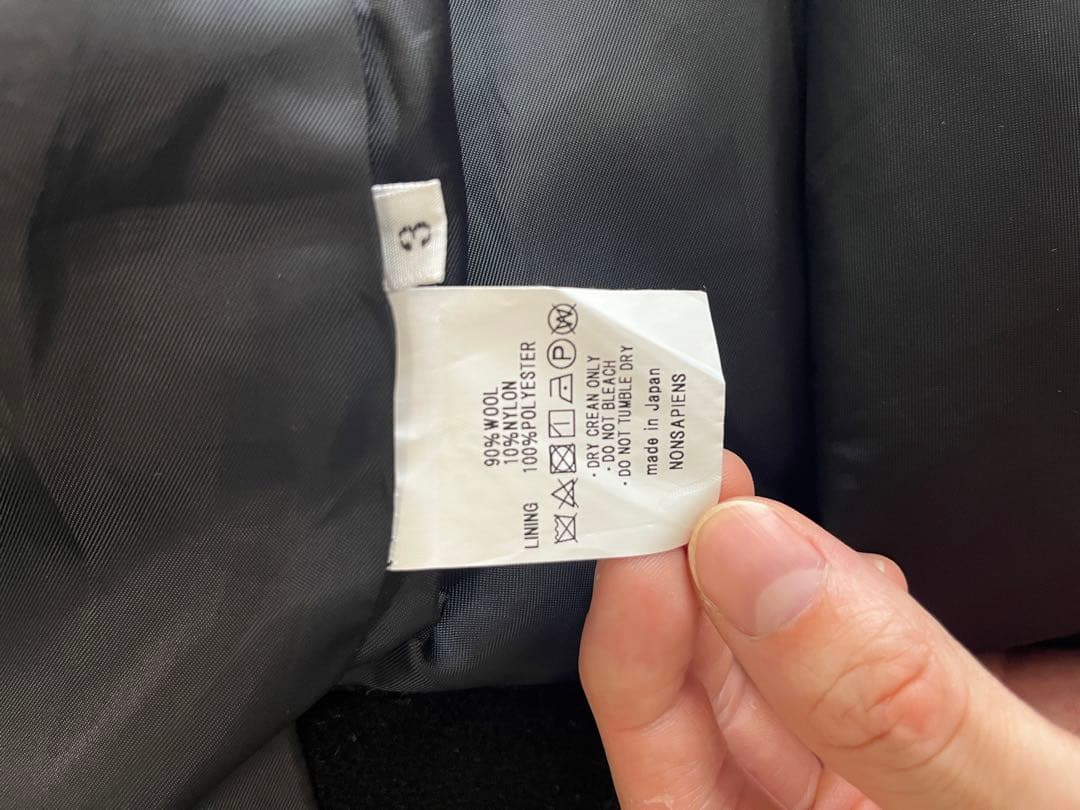 3
90%WOOL
10%NYLON
LINING 100%POLYESTER
P W
・DRY CREAN ONLY
・DO NOT BLEACH
・DO NOT TUMBLE DRY
made in Japan
NONSAPIENS